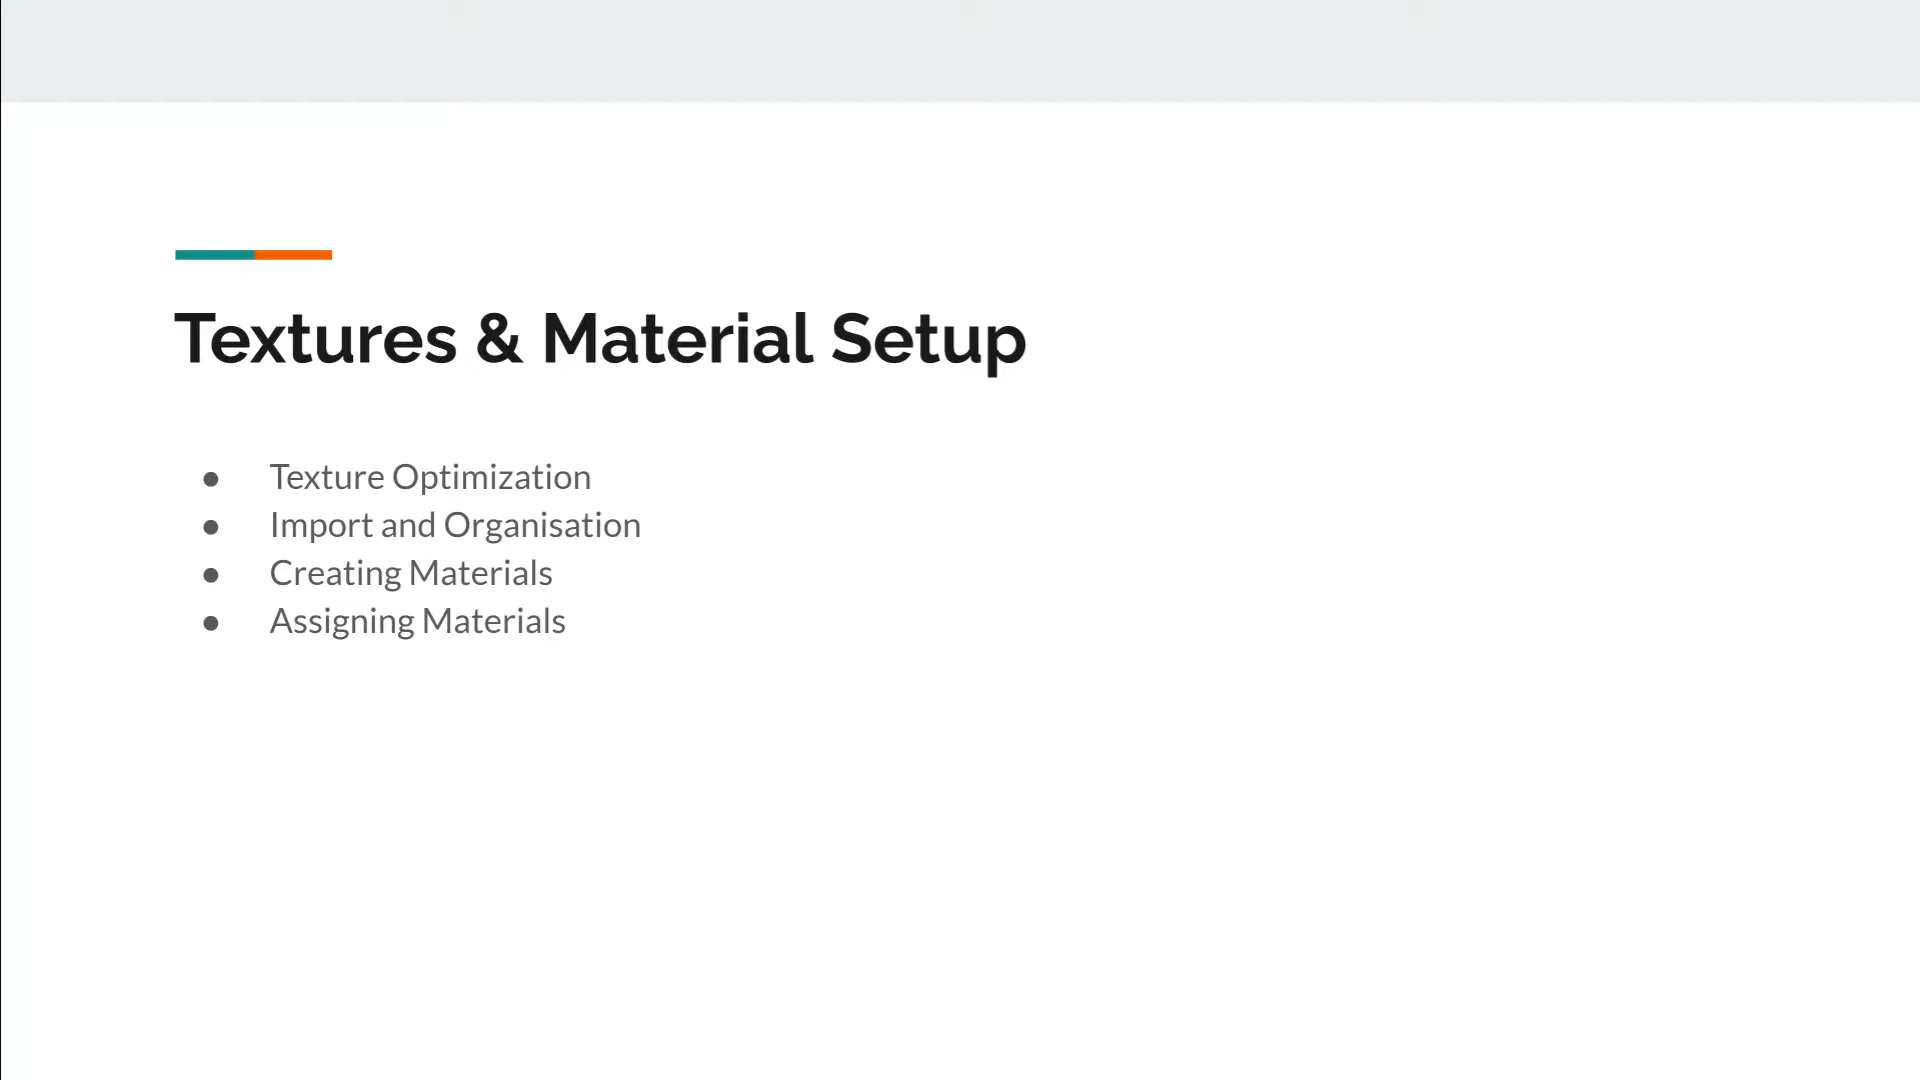 Textures & Material Setup
● Texture Optimization
● Import and Organisation
● Creating Materials
● Assigning Materials